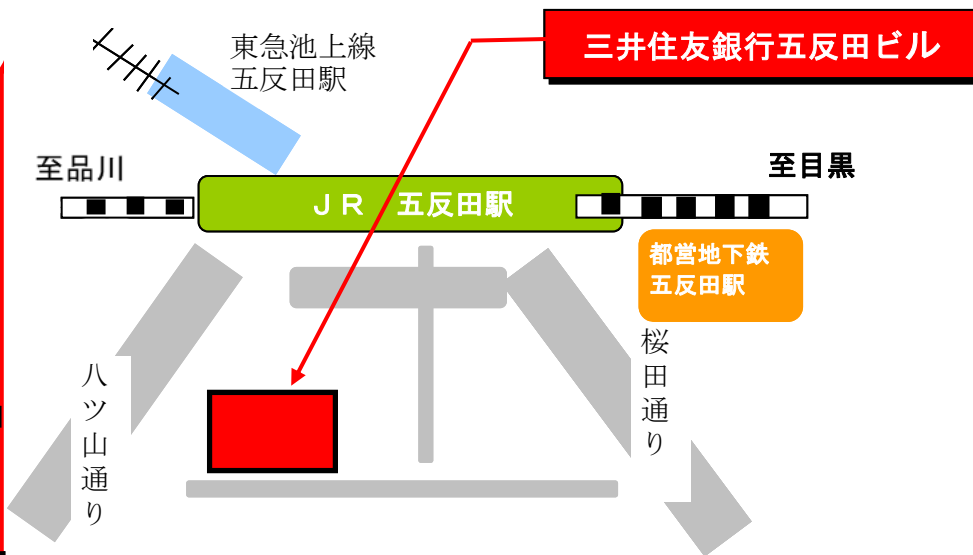 東急池上線
五反田駅
三井住友銀行五反田ビル
至品川
至目黒
ＪＲ　五反田駅
都営地下鉄
五反田駅
八ツ山通り
桜田通り